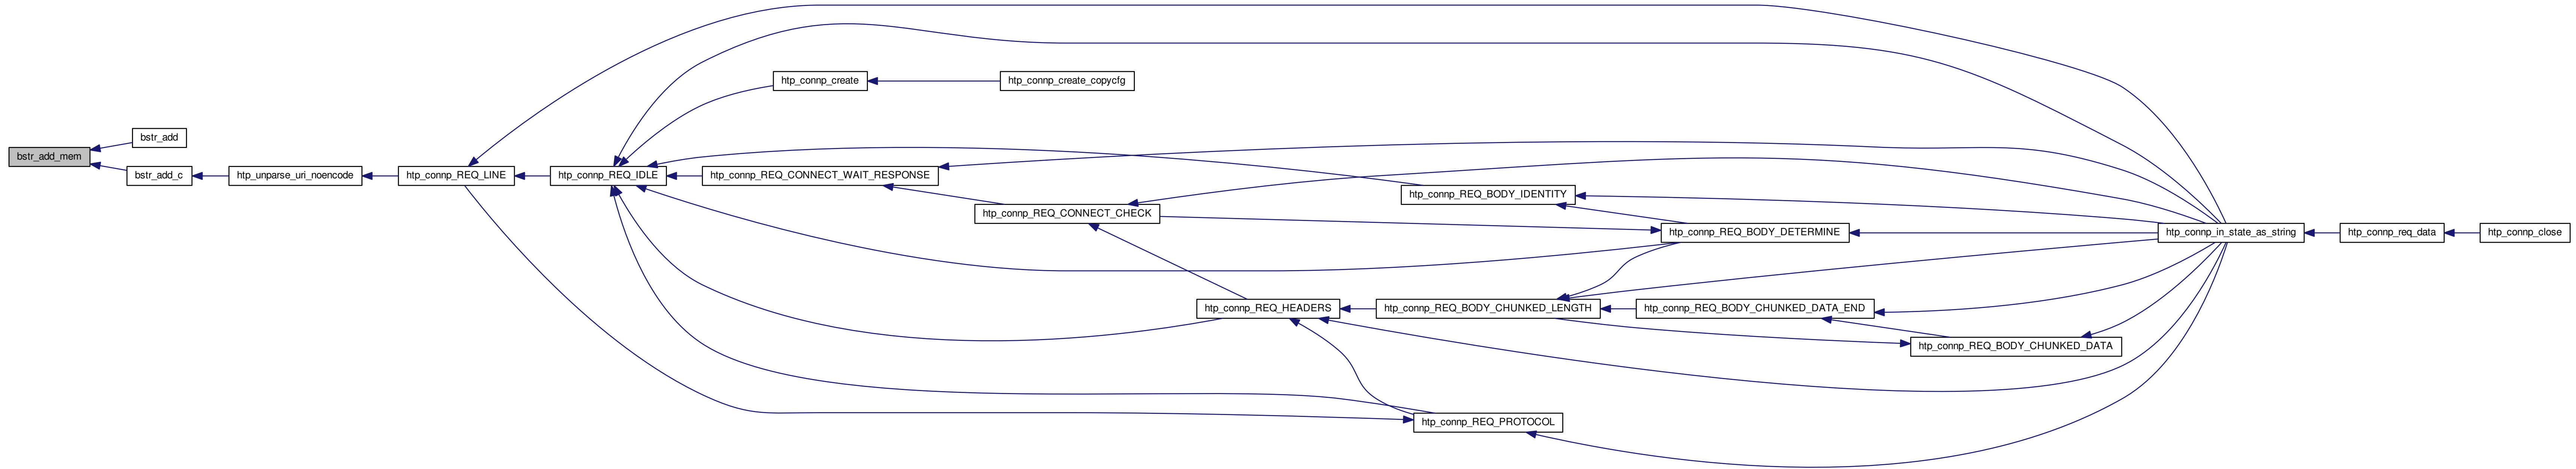 bstr_add_mem
bstr_add
bstr_add_c
htp_unparse_uri_noencode
htp_connp_REQ_LINE
htp_connp_REQ_IDLE
htp_connp_create
htp_connp_create_copycfg
htp_connp_REQ_CONNECT_WAIT_RESPONSE
htp_connp_REQ_CONNECT_CHECK
htp_connp_REQ_HEADERS
htp_connp_REQ_BODY_IDENTITY
htp_connp_REQ_BODY_CHUNKED_LENGTH
htp_connp_REQ_PROTOCOL
htp_connp_REQ_BODY_DETERMINE
htp_connp_REQ_BODY_CHUNKED_DATA_END
htp_connp_REQ_BODY_CHUNKED_DATA
htp_connp_in_state_as_string
htp_connp_req_data
htp_connp_close